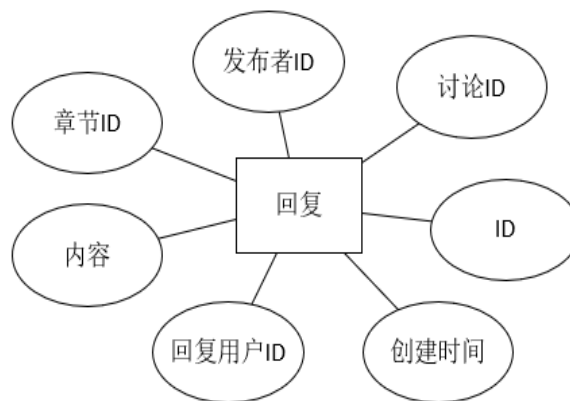 发布者ID
讨论ID
章节ID
回复
ID
内容
回复用户ID
创建时间